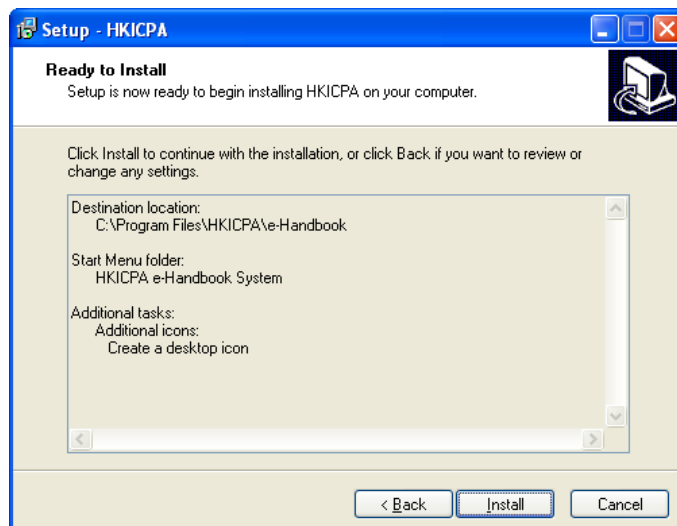 Setup - HKICPA
Ready to Install
Setup is now ready to begin installing HKICPA on your computer.
Click Install to continue with the installation, or click Back if you want to review or
change any settings.
Destination location:
C:\Program Files\HKICPA\e-Handbook
Start Menu folder:
HKICPA e-Handbook System
Additional tasks:
Additional icons:
Create a desktop icon
< Back
Install
Cancel